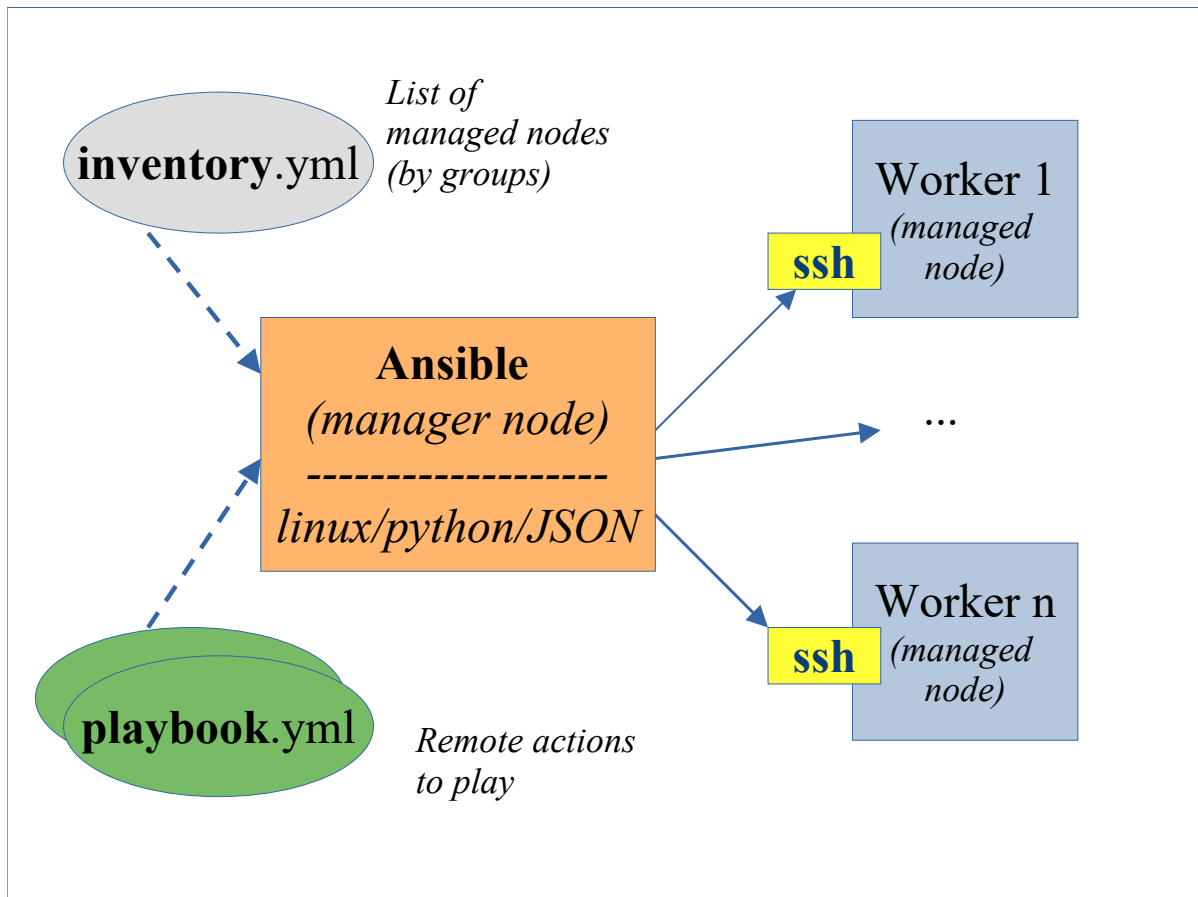 inventory.yml
List of
managed nodes
(by groups)
Worker 1
(managed
node)
ssh
Ansible
(manager node)
--------------------
linux/python/JSON
...
Worker n
(managed
node)
ssh
playbook.yml
Remote actions
to play